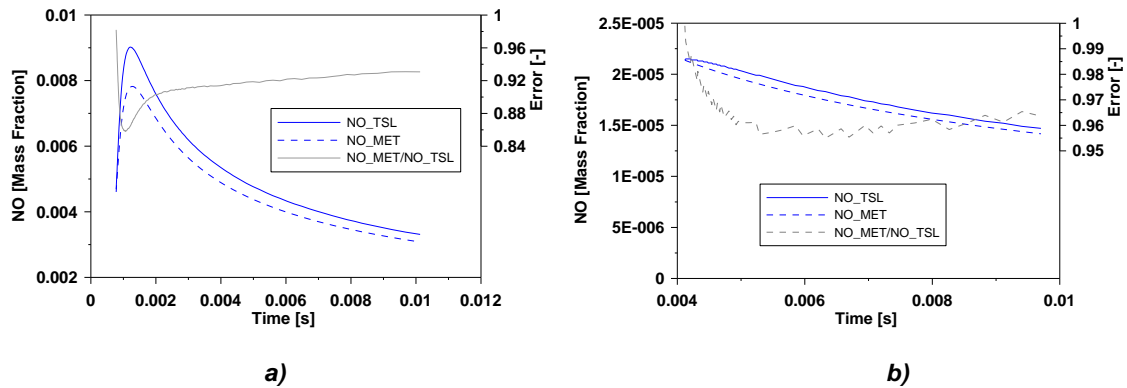 0.01
0.008
0.006
0.004
0.002
NO [Mass Fraction]
1
0.96
0.92
0.88
0.84
Error [-]
NO_TSL
NO_MET
NO_MET/NO_TSL
0
0.002
0.004
0.006
0.008
0.01
0.012
Time [s]
a)
2.5E-005
2E-005
1.5E-005
1E-005
5E-006
0
NO [Mass Fraction]
1
0.99
0.98
0.97
0.96
0.95
Error [-]
NO_TSL
NO_MET
NO_MET/NO_TSL
0.004
0.006
0.008
0.01
Time [s]
b)